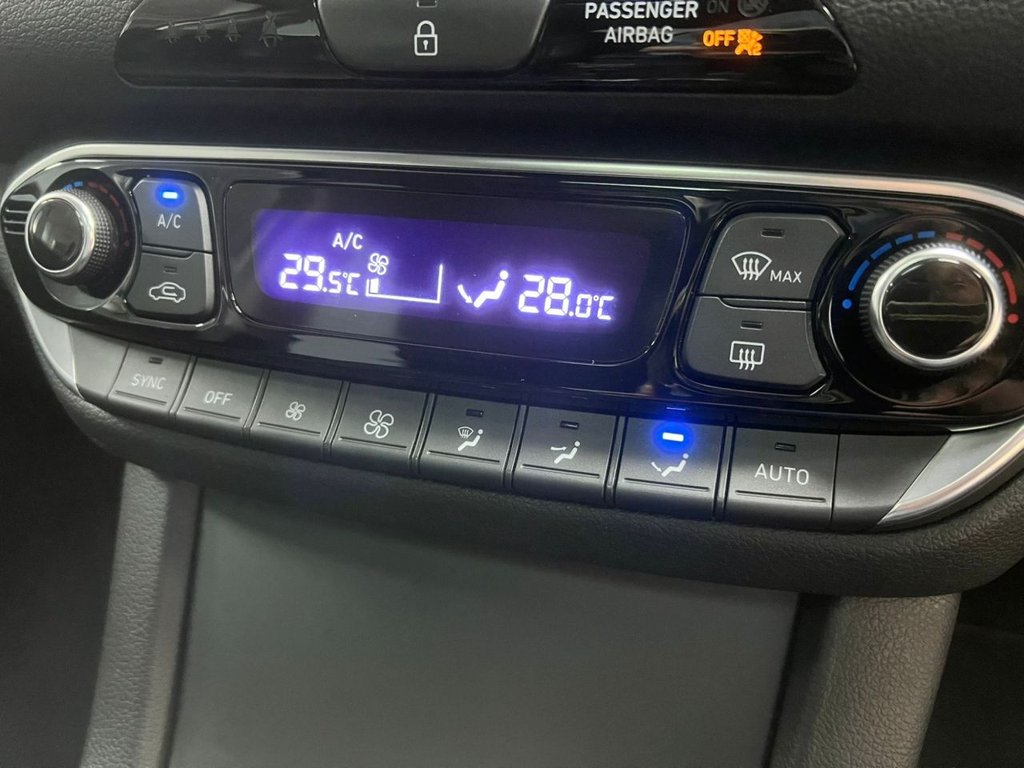 PASSENGER ON
AIRBAG OFF
A/C
A/C
29.5°C
28.0°C
MAX
SYNC
OFF
AUTO